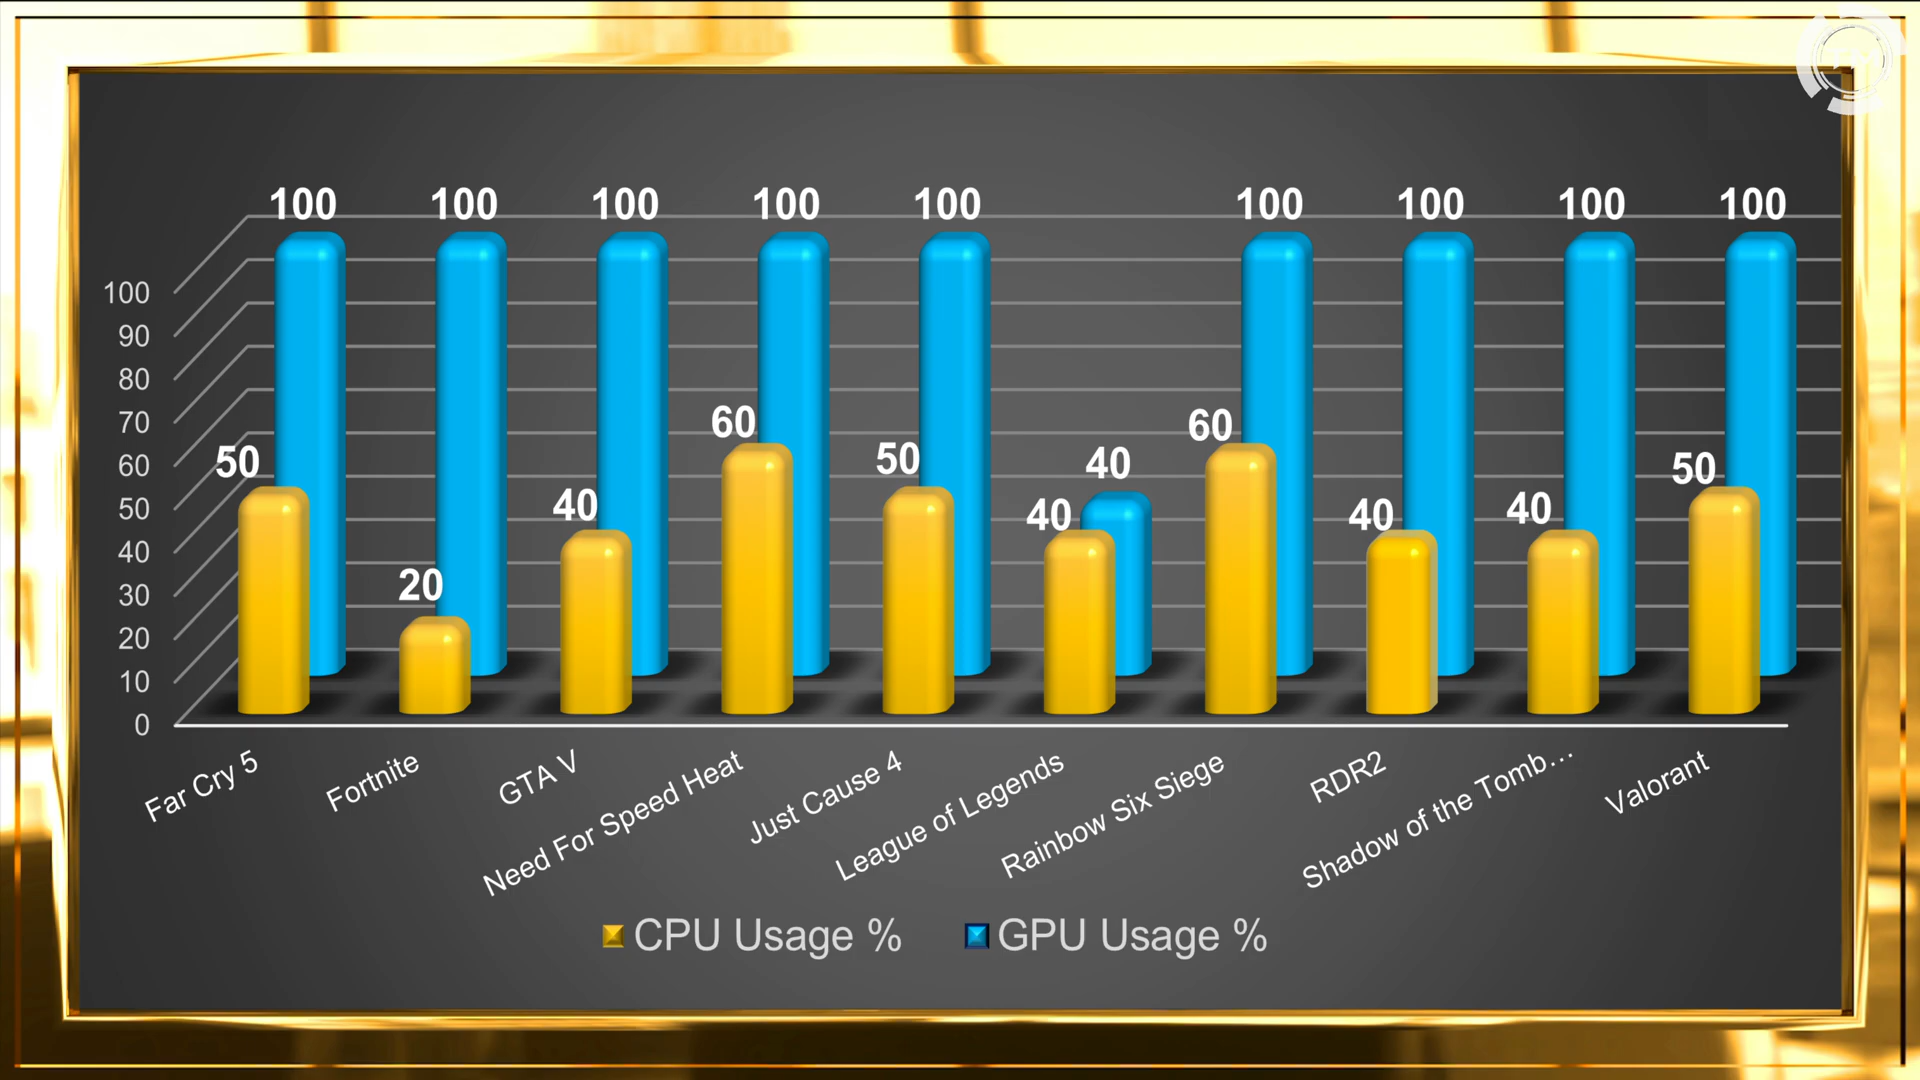 100 100 100 100 100 100 100 100 100
50 20 40 60 50 40 40 60 40 40 50
100
90
80
70
60
50
40
30
20
10
0
Far Cry 5
Fortnite
GTA V
Need For Speed Heat
Just Cause 4
League of Legends
Rainbow Six Siege
RDR2
Shadow of the Tomb...
Valorant
CPU Usage % GPU Usage %